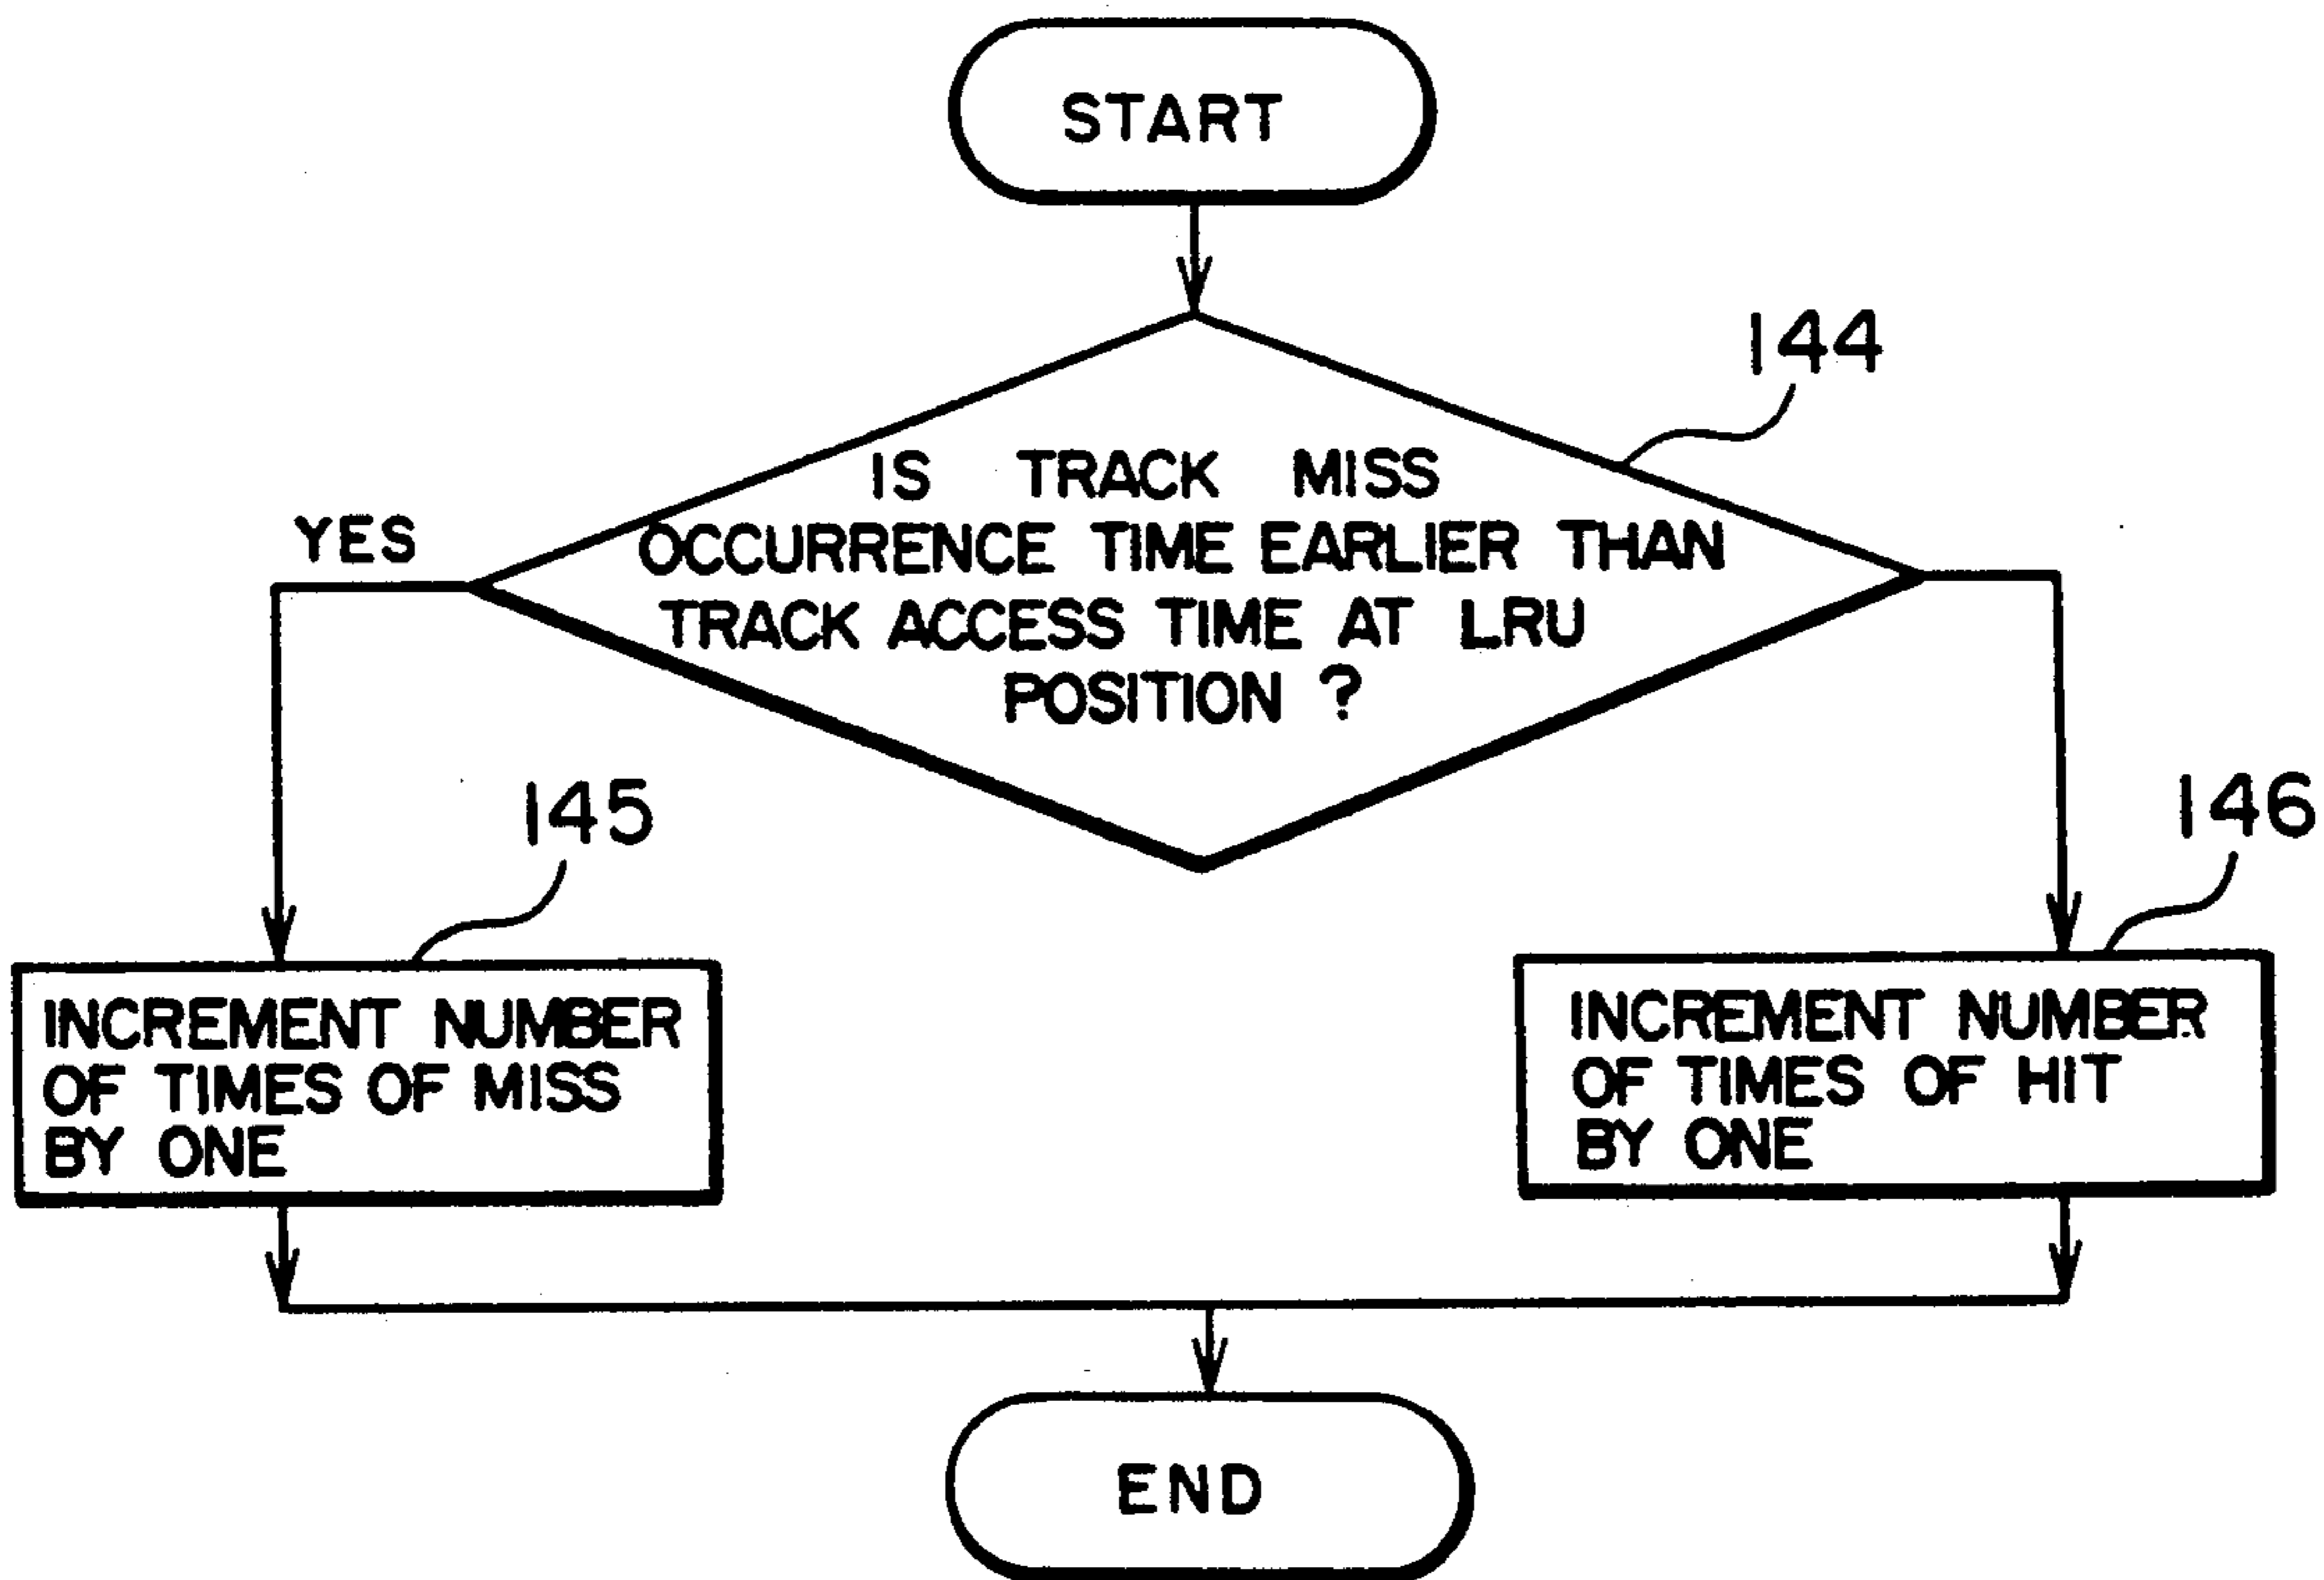 START
144
IS TRACK MISS
OCCURRENCE TIME EARLIER THAN
TRACK ACCESS TIME AT LRU
POSITION ?
YES
145
INCREMENT NUMBER
OF TIMES OF MISS
BY ONE
146
INCREMENT NUMBER
OF TIMES OF HIT
BY ONE
END